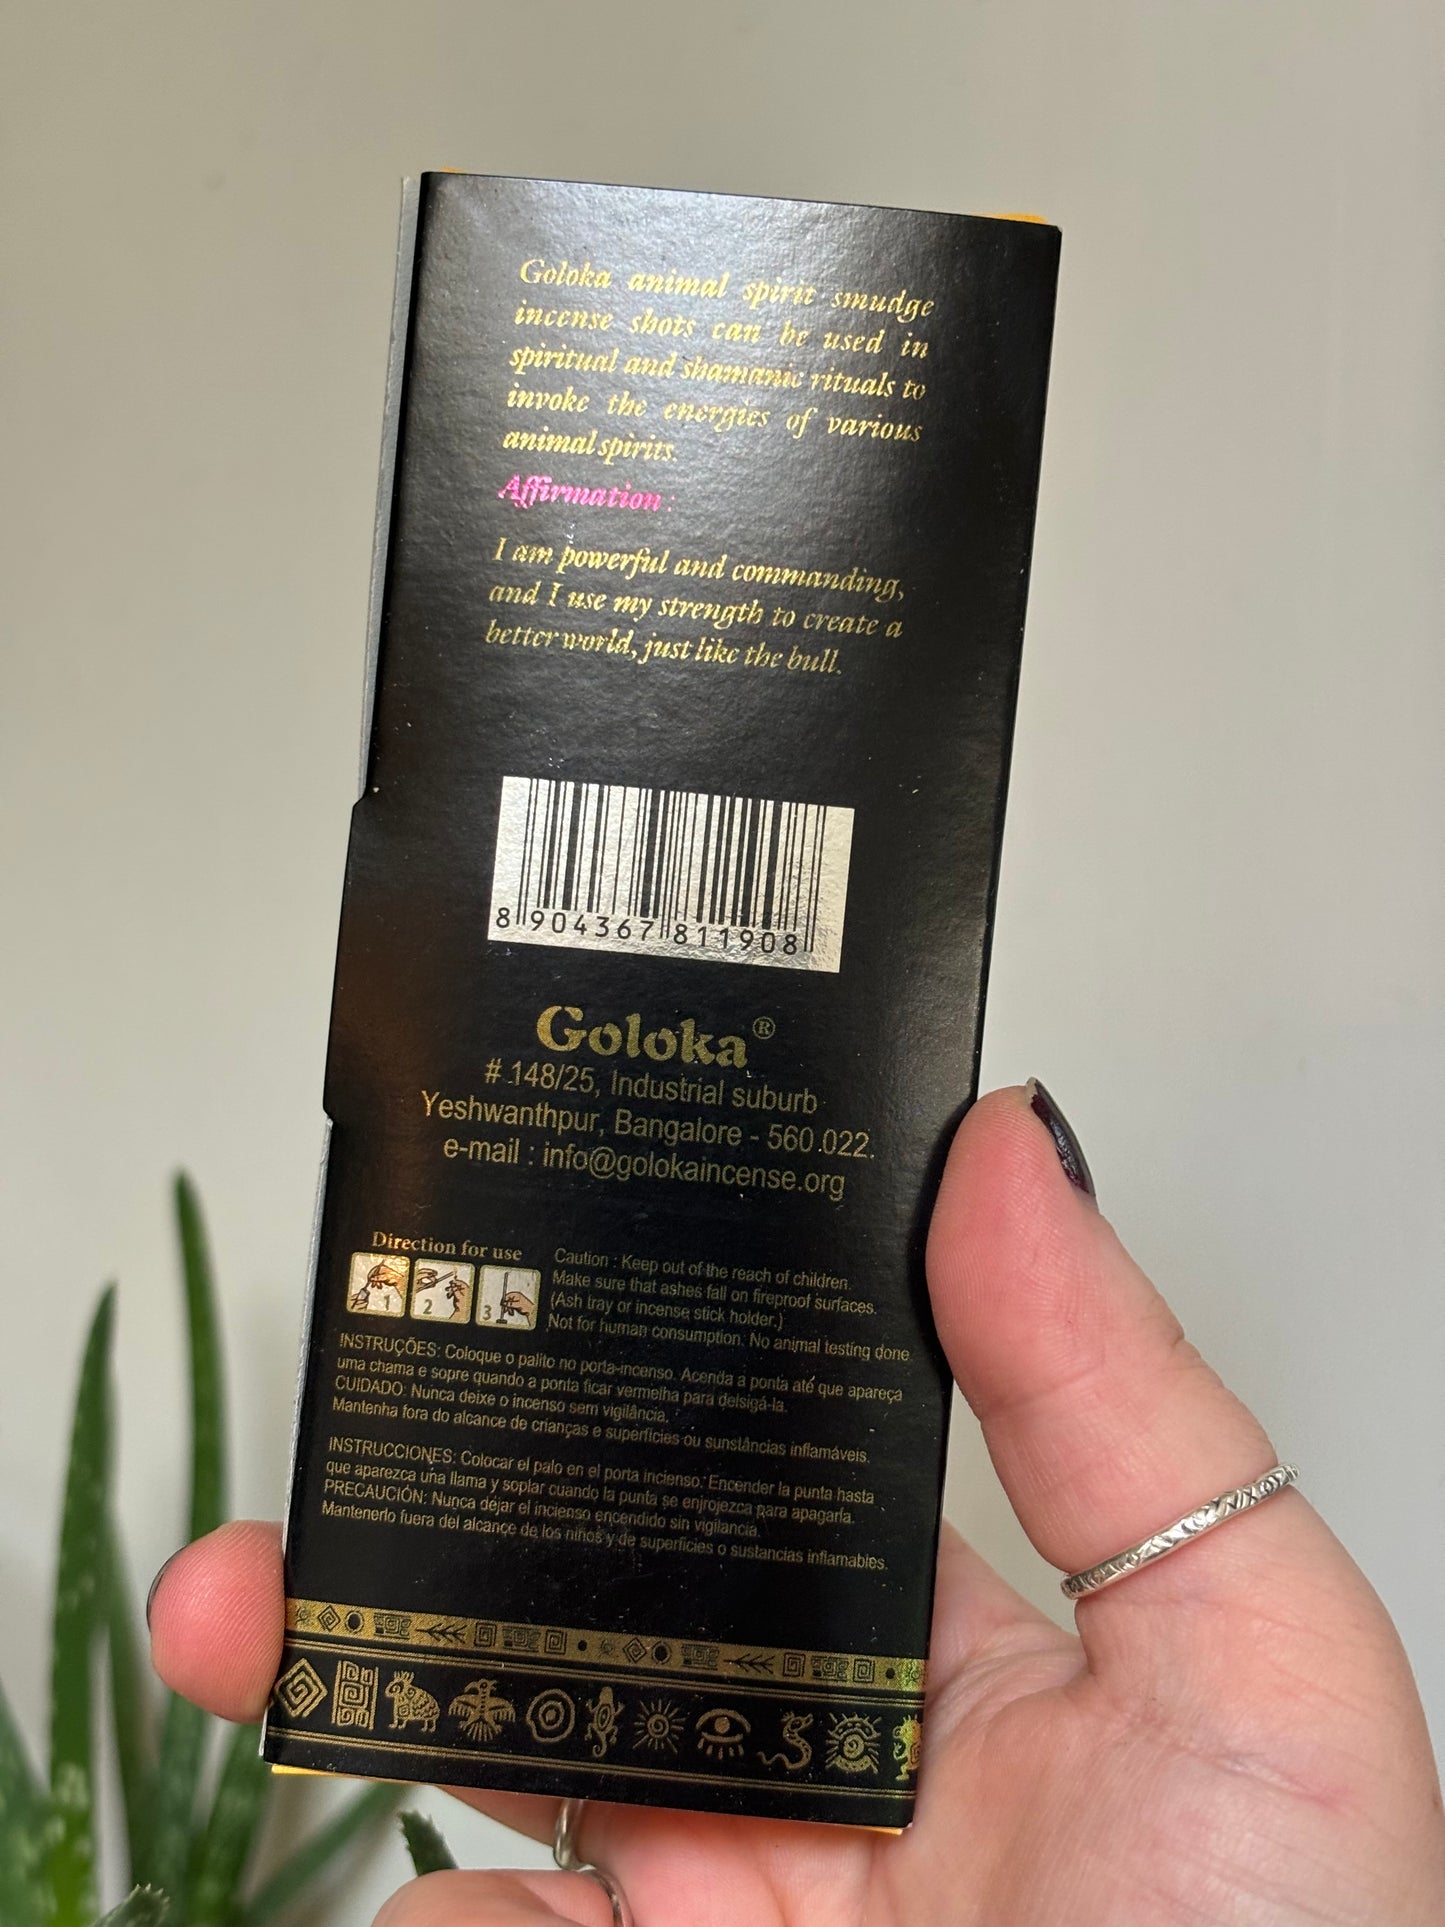 Goloka animal spirit smudge
incense shots can be used in
spiritual and shamanic rituals to
invoke the energies of various
animal spirits.
Affirmation :
I am powerful and commanding,
and I use my strength to create a
better world, just like the bull.
8 904367 811908
Goloka®
# 148/25, Industrial suburb
Yeshwanthpur, Bangalore - 560 022.
e-mail : info@golokaincense.org
Direction for use
1 2 3
Caution : Keep out of the reach of children.
Make sure that ashes fall on fireproof surfaces.
(Ash tray or incense stick holder.)
Not for human consumption. No animal testing done.
INSTRUÇÕES: Coloque o palito no porta-incenso. Acenda a ponta até que apareça
uma chama e sopre quando a ponta ficar vermelha para delsigá-la.
CUIDADO: Nunca deixe o incenso sem vigilância.
Mantenha fora do alcance de crianças e superfícies ou sunstâncias inflamáveis.
INSTRUCCIONES: Colocar el palo en el porta incienso. Encender la punta hasta
que aparezca una llama y soplar cuando la punta se enrojezca para apagarla.
PRECAUCIÓN: Nunca dejar el incienso encendido sin vigilancia.
Mantenerlo fuera del alcance de los niños y de superficies o sustancias inflamables.